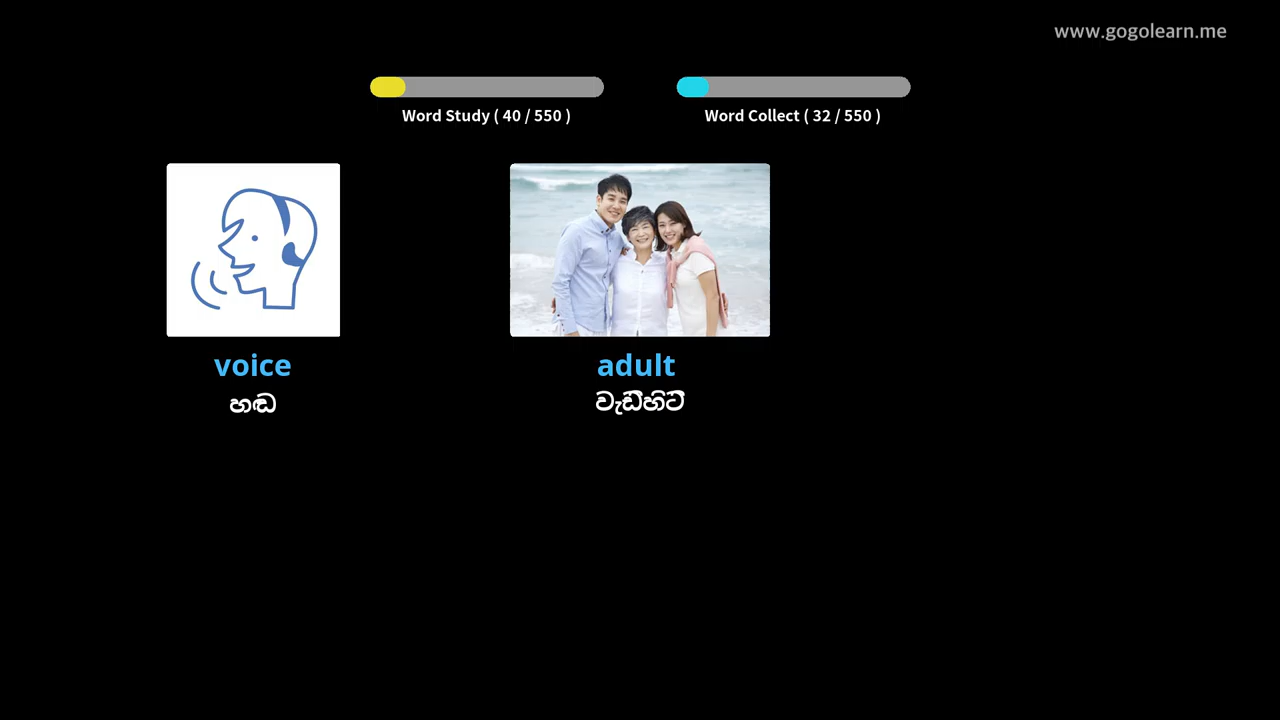 www.gogolearn.me
Word Study ( 40 / 550 )
Word Collect ( 32 / 550 )
voice
හඬ
adult
වැඩිහිටි